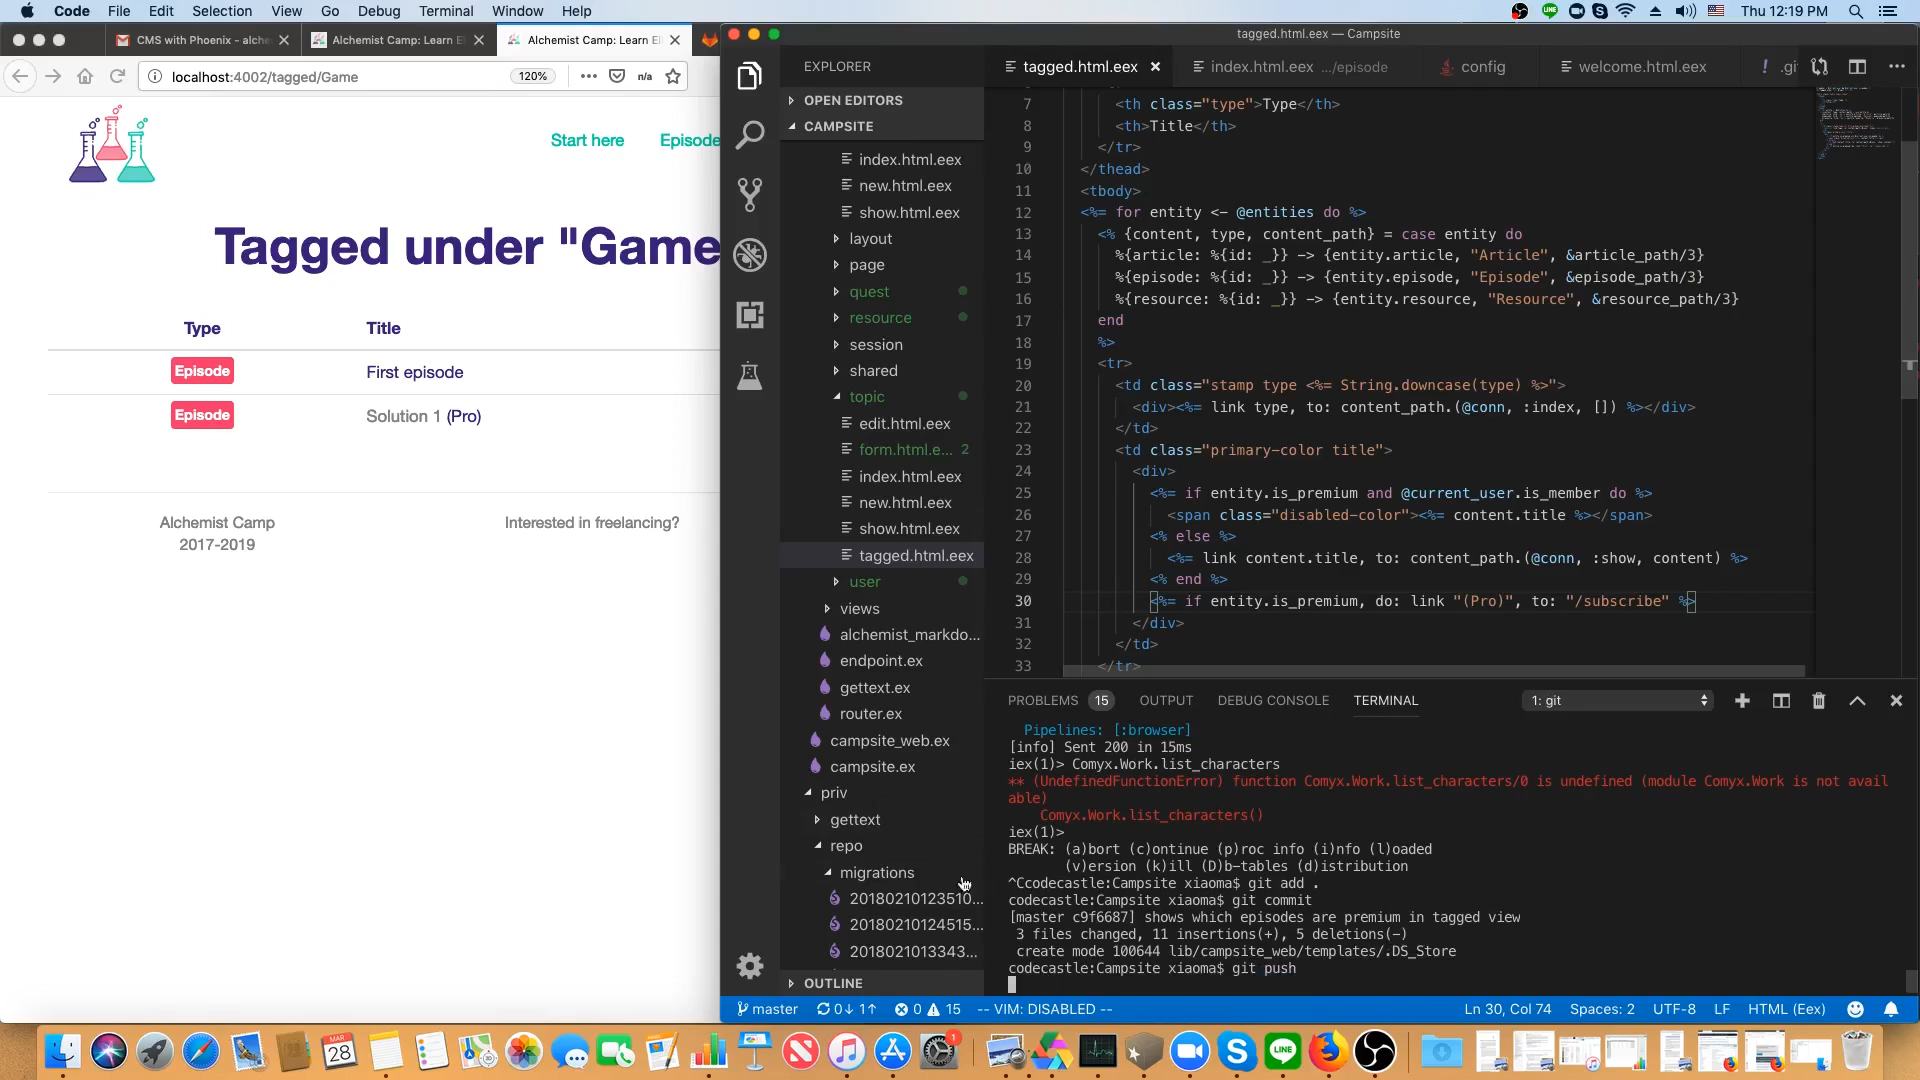 Code File Edit Selection View Go Debug Terminal Window Help
Thu 12:19 PM
CMS with Phoenix - alche
Alchemist Camp: Learn El
Alchemist Camp: Learn El
localhost:4002/tagged/Game
120%
n/a
Start here
Episode
Tagged under "Game
Type Title
Episode First episode
Episode Solution 1 (Pro)
Alchemist Camp
2017-2019
Interested in freelancing?
tagged.html.eex — Campsite
EXPLORER
OPEN EDITORS
CAMPSITE
index.html.eex
new.html.eex
show.html.eex
layout
page
quest
resource
session
shared
topic
edit.html.eex
form.html.e... 2
index.html.eex
new.html.eex
show.html.eex
tagged.html.eex
user
views
alchemist_markdo...
endpoint.ex
gettext.ex
router.ex
campsite_web.ex
campsite.ex
priv
gettext
repo
migrations
20180210123510...
20180210124515...
2018021013343...
OUTLINE
tagged.html.eex
index.html.eex .../episode
config
welcome.html.eex
! .gi
7 <th class="type">Type</th>
8 <th>Title</th>
9 </tr>
10 </thead>
11 <tbody>
12 <%= for entity <- @entities do %>
13 <% {content, type, content_path} = case entity do
14 %{article: %{id: _}} -> {entity.article, "Article", &article_path/3}
15 %{episode: %{id: _}} -> {entity.episode, "Episode", &episode_path/3}
16 %{resource: %{id: _}} -> {entity.resource, "Resource", &resource_path/3}
17 end
18 %>
19 <tr>
20 <td class="stamp type <%= String.downcase(type) %>">
21 <div><%= link type, to: content_path.(@conn, :index, []) %></div>
22 </td>
23 <td class="primary-color title">
24 <div>
25 <%= if entity.is_premium and @current_user.is_member do %>
26 <span class="disabled-color"><%= content.title %></span>
27 <% else %>
28 <%= link content.title, to: content_path.(@conn, :show, content) %>
29 <% end %>
30 <%= if entity.is_premium, do: link "(Pro)", to: "/subscribe" %>
31 </div>
32 </td>
33 </tr>
PROBLEMS 15 OUTPUT DEBUG CONSOLE TERMINAL 1: git
Pipelines: [:browser]
[info] Sent 200 in 15ms
iex(1)> Comyx.Work.list_characters
** (UndefinedFunctionError) function Comyx.Work.list_characters/0 is undefined (module Comyx.Work is not avail
able)
Comyx.Work.list_characters()
iex(1)>
BREAK: (a)bort (c)ontinue (p)roc info (i)nfo (l)oaded
(v)ersion (k)ill (D)b-tables (d)istribution
^Ccodecastle:Campsite xiaoma$ git add .
codecastle:Campsite xiaoma$ git commit
[master c9f6687] shows which episodes are premium in tagged view
3 files changed, 11 insertions(+), 5 deletions(-)
create mode 100644 lib/campsite_web/templates/.DS_Store
codecastle:Campsite xiaoma$ git push
master 0↓ 1↑ 0 15 -- VIM: DISABLED -- Ln 30, Col 74 Spaces: 2 UTF-8 LF HTML (Eex)
MAR
28
1
LINE